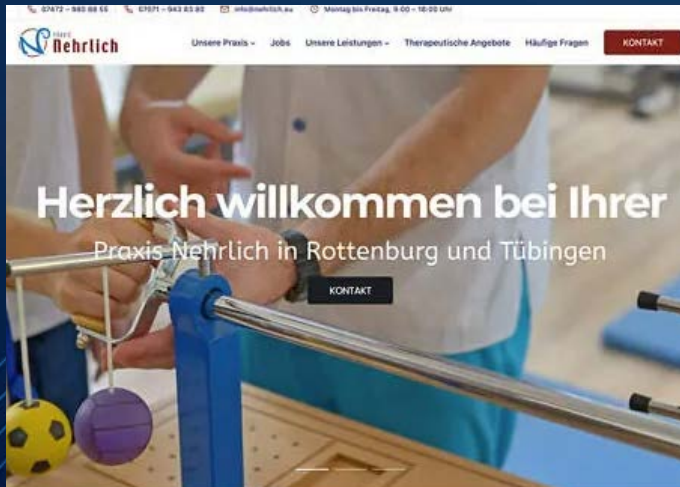 07472 – 980 88 55 07071 – 943 83 80 info@nehrlich.eu Montag bis Freitag, 9:00 – 18:00 Uhr
PRAXIS
Nehrlich
Unsere Praxis Jobs Unsere Leistungen Therapeutische Angebote Häufige Fragen KONTAKT
Herzlich willkommen bei Ihrer
Praxis Nehrlich in Rottenburg und Tübingen
KONTAKT